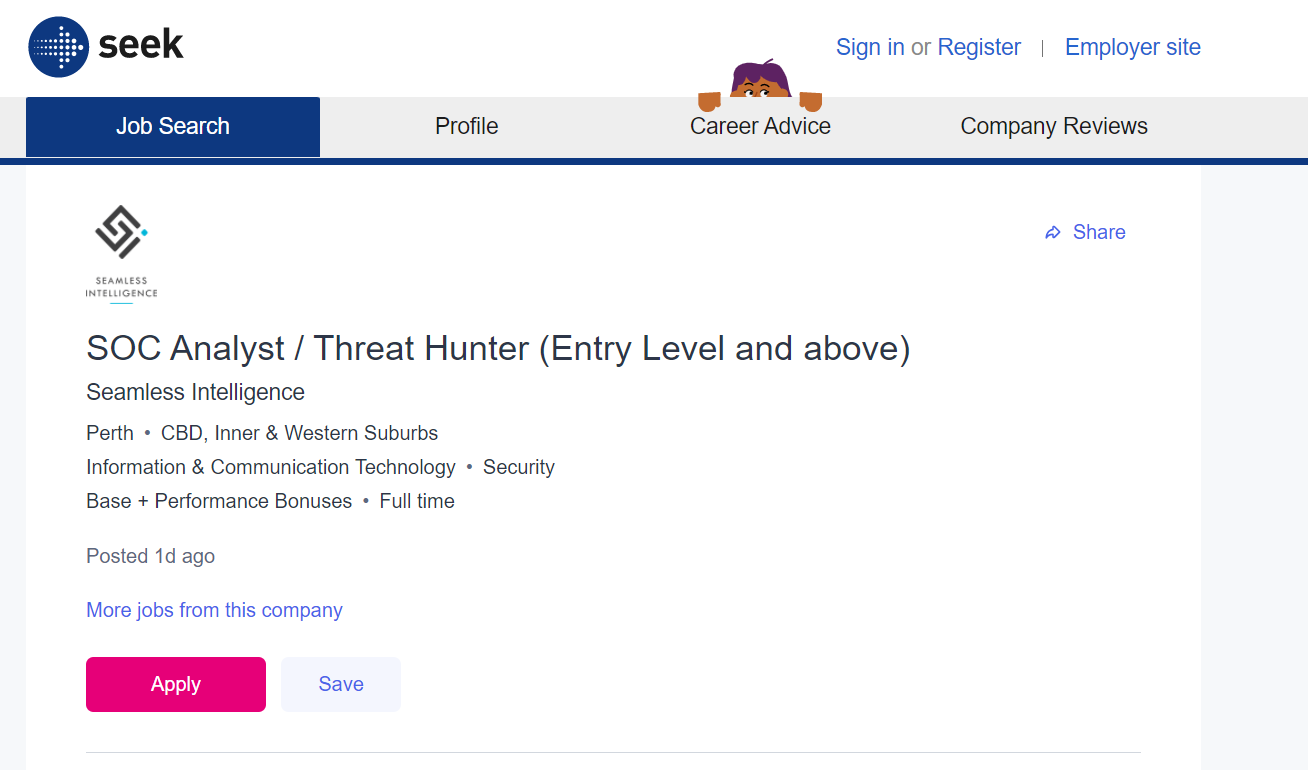 seek
Sign in or Register | Employer site
Job Search Profile Career Advice Company Reviews
SEAMLESS
INTELLIGENCE
Share
SOC Analyst / Threat Hunter (Entry Level and above)
Seamless Intelligence
Perth • CBD, Inner & Western Suburbs
Information & Communication Technology • Security
Base + Performance Bonuses • Full time
Posted 1d ago
More jobs from this company
Apply Save